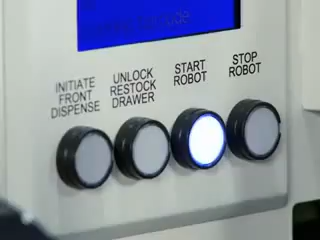 INITIATE
FRONT
DISPENSE
UNLOCK
RESTOCK
DRAWER
START
ROBOT
STOP
ROBOT